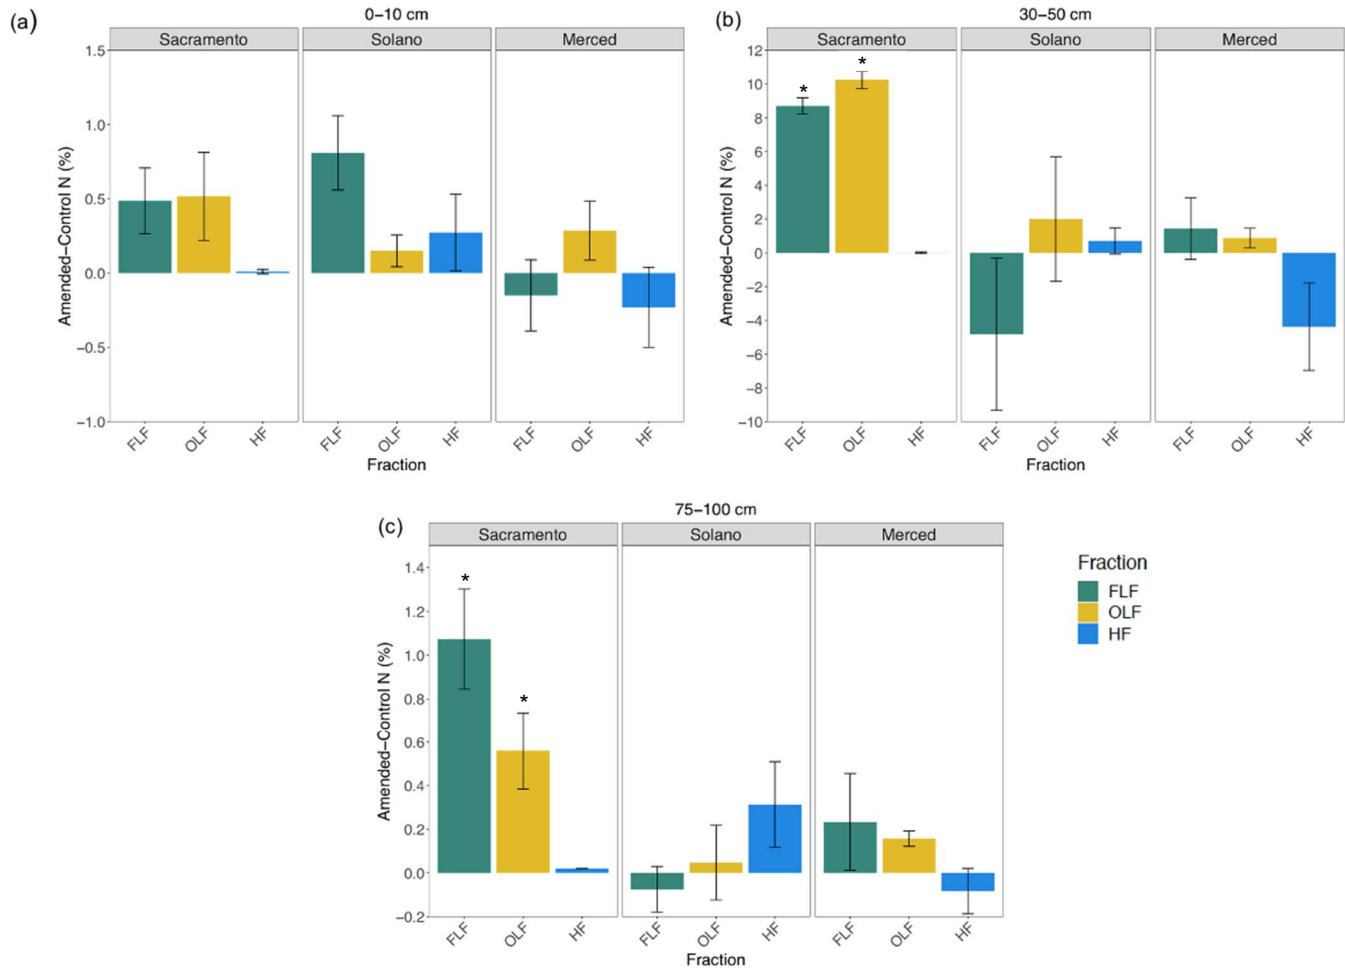 (a)
0–10 cm
Sacramento Solano Merced
Amended–Control N (%)
1.5
1.0
0.5
0.0
−0.5
−1.0
FLF OLF HF FLF OLF HF FLF OLF HF
Fraction
(b)
30–50 cm
Sacramento Solano Merced
* *
Amended–Control N (%)
12
10
8
6
4
2
0
−2
−4
−6
−8
−10
FLF OLF HF FLF OLF HF FLF OLF HF
Fraction
(c)
75–100 cm
Sacramento Solano Merced
* *
Amended–Control N (%)
1.4
1.2
1.0
0.8
0.6
0.4
0.2
0.0
−0.2
FLF OLF HF FLF OLF HF FLF OLF HF
Fraction
Fraction
FLF
OLF
HF